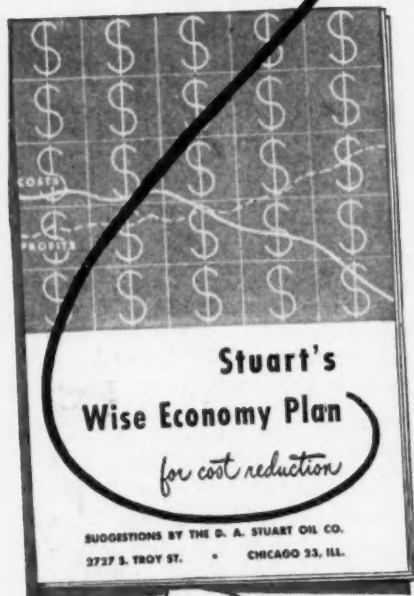 $ $ $ $ $
$ $ $ $ $
$ $ $ $ $
COSTS
$ $ $ $ $
PROFITS
$ $ $ $ $
Stuart's
Wise Economy Plan
for cost reduction
SUGGESTIONS BY THE D. A. STUART OIL CO.
2727 S. TROY ST. • CHICAGO 23, ILL.